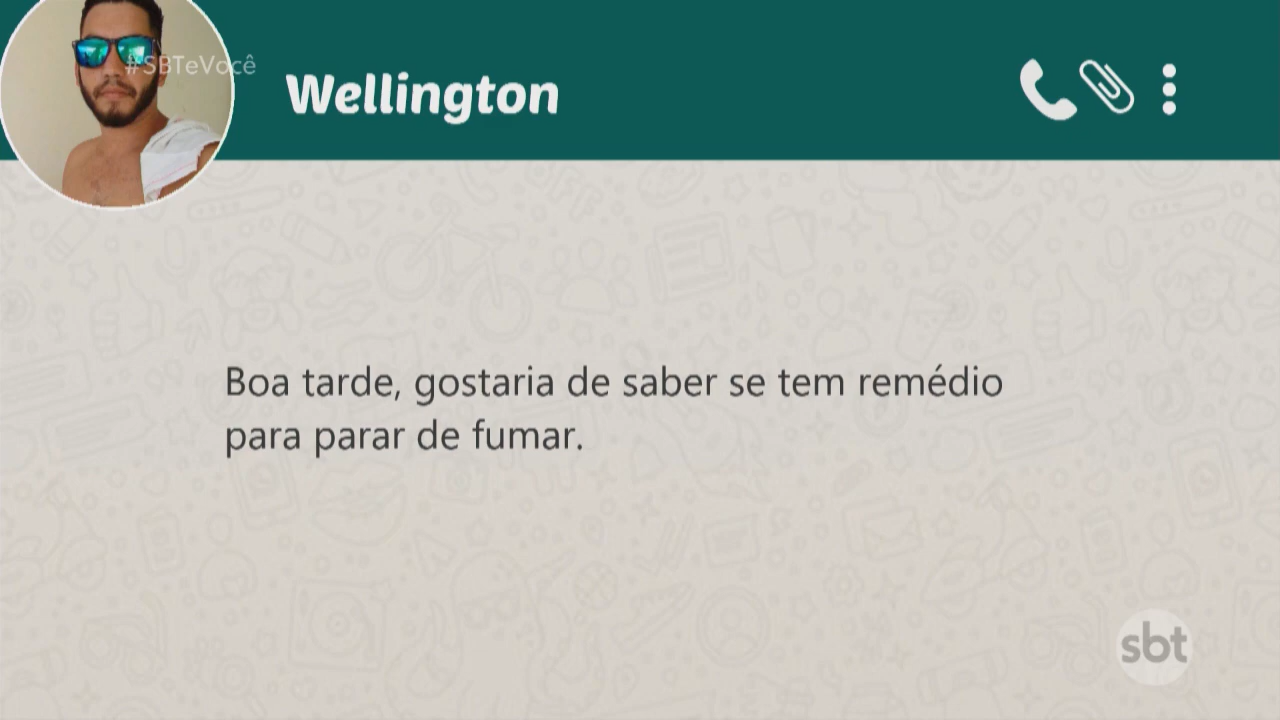 #SBTeVocê
Wellington
Boa tarde, gostaria de saber se tem remédio
para parar de fumar.
sbt